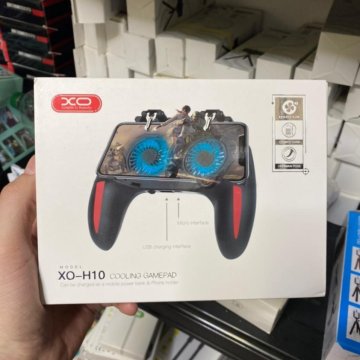 XO
Micro interface
USB charging interface
MODEL
XO-H10 COOLING GAMEPAD
Can be charged as a mobile power bank & Phone holder